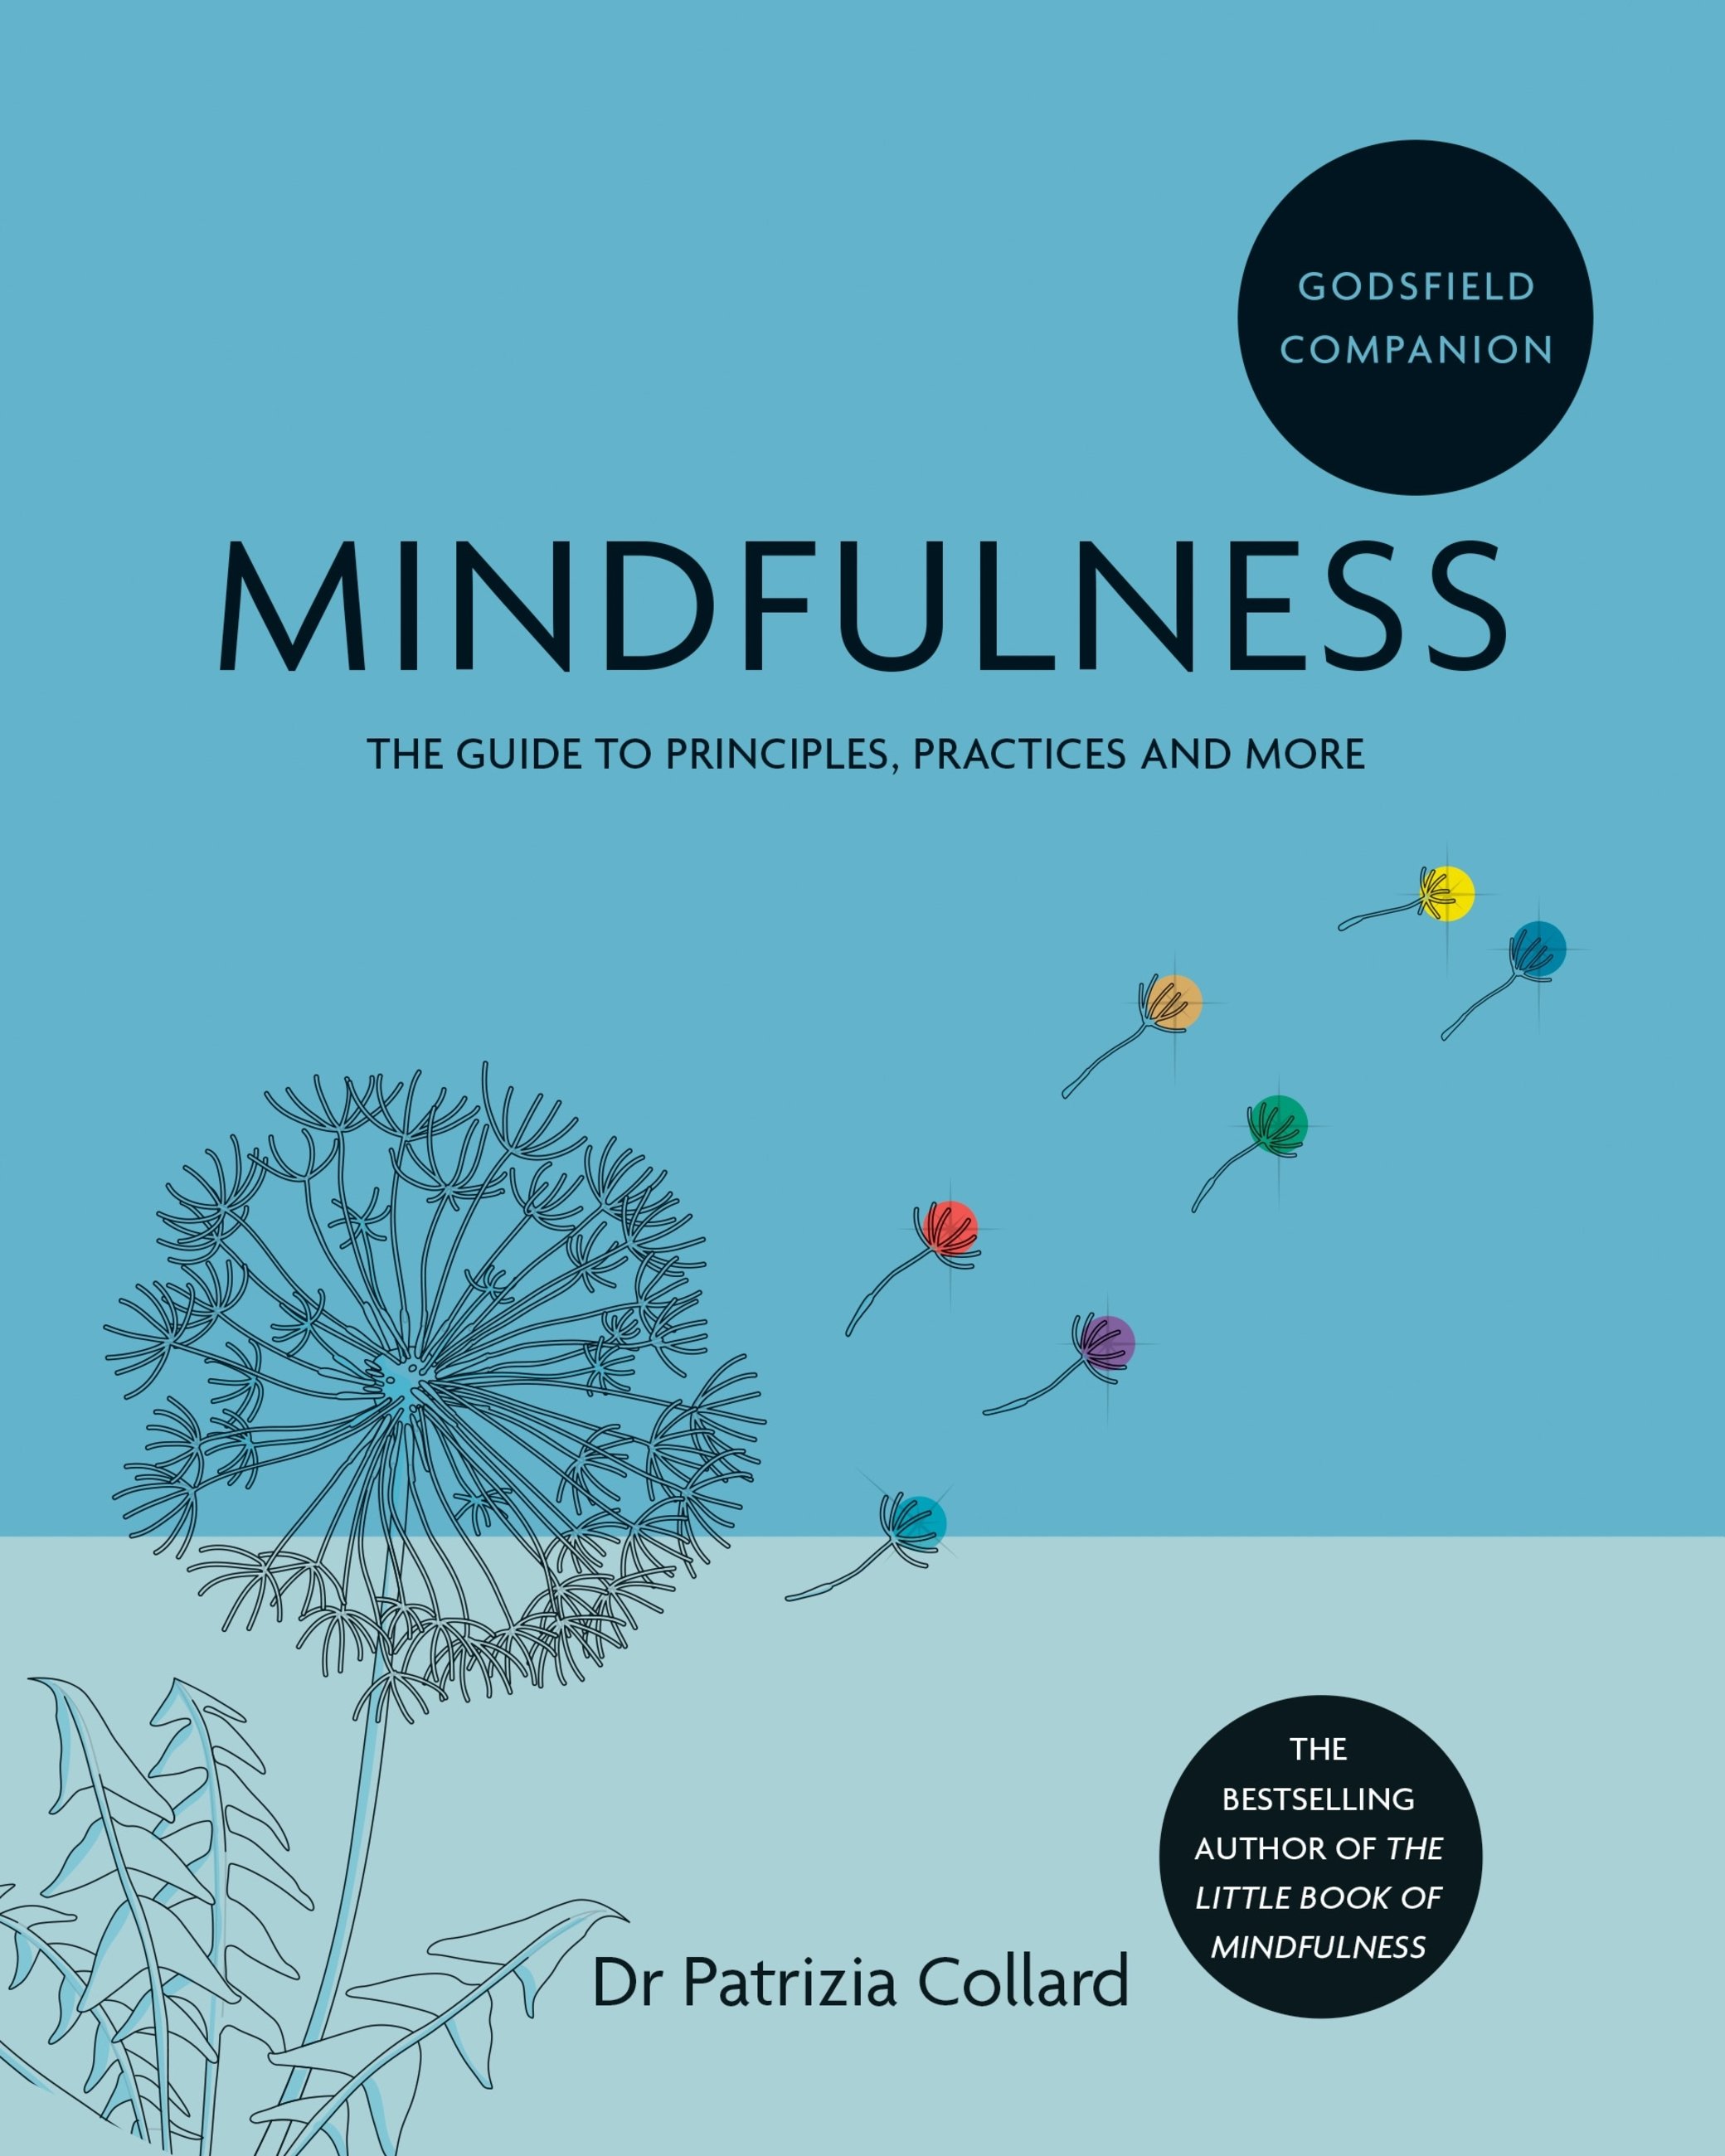 GODSFIELD
COMPANION
MINDFULNESS
THE GUIDE TO PRINCIPLES, PRACTICES AND MORE
THE
BESTSELLING
AUTHOR OF THE
LITTLE BOOK OF
MINDFULNESS
Dr Patrizia Collard